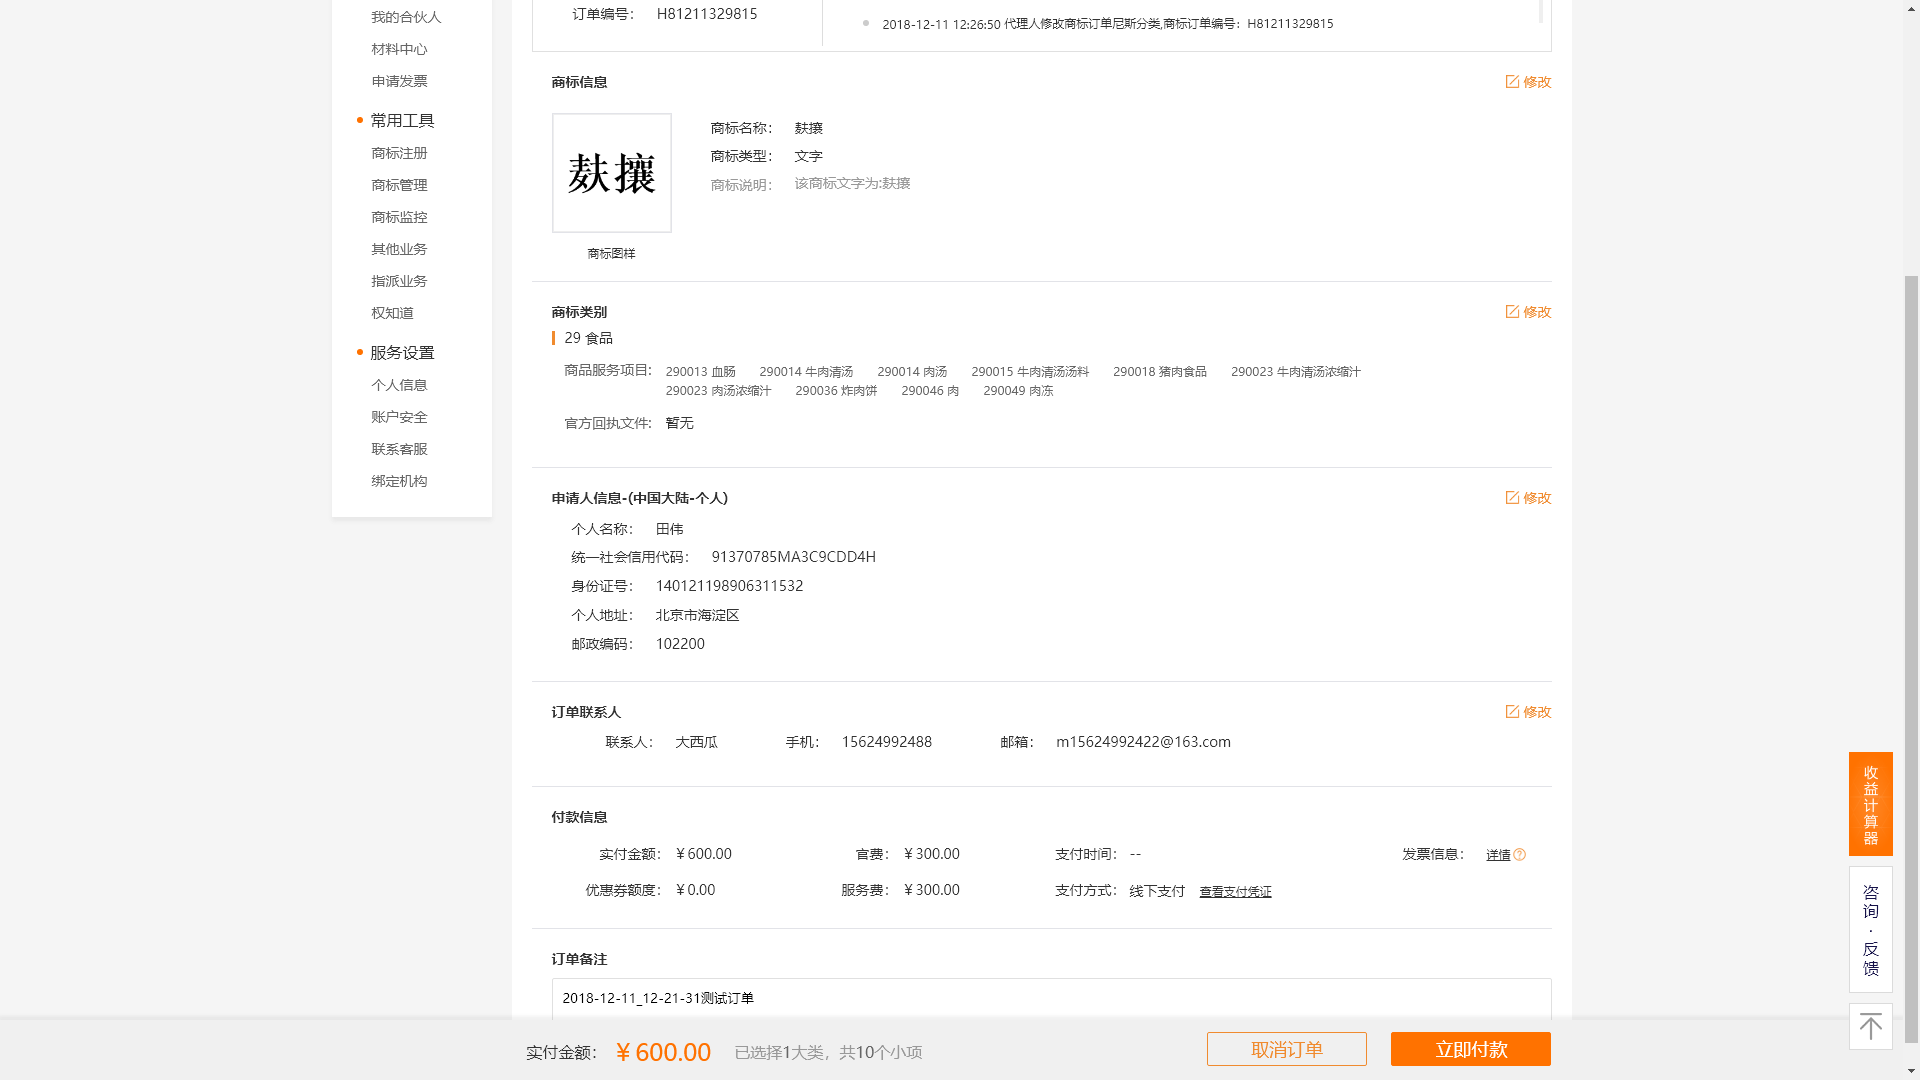 我的合伙人
材料中心
申请发票
常用工具
商标注册
商标管理
商标监控
其他业务
指派业务
权知道
服务设置
个人信息
账户安全
联系客服
绑定机构
订单编号： H81211329815
2018-12-11 12:26:50 代理人修改商标订单尼斯分类,商标订单编号：H81211329815
商标信息 修改
麸攘
商标图样
商标名称： 麸攘
商标类型： 文字
商标说明： 该商标文字为:麸攘
商标类别 修改
29 食品
商品服务项目: 290013 血肠 290014 牛肉清汤 290014 肉汤 290015 牛肉清汤汤料 290018 猪肉食品 290023 牛肉清汤浓缩汁
290023 肉汤浓缩汁 290036 炸肉饼 290046 肉 290049 肉冻
官方回执文件: 暂无
申请人信息-(中国大陆-个人) 修改
个人名称： 田伟
统一社会信用代码： 91370785MA3C9CDD4H
身份证号： 140121198906311532
个人地址： 北京市海淀区
邮政编码： 102200
订单联系人 修改
联系人： 大西瓜 手机： 15624992488 邮箱： m15624992422@163.com
付款信息
实付金额： ¥600.00 官费： ¥300.00 支付时间： -- 发票信息： 详情
优惠券额度： ¥0.00 服务费： ¥300.00 支付方式： 线下支付 查看支付凭证
订单备注
2018-12-11_12-21-31测试订单
实付金额： ¥600.00 已选择1大类，共10个小项 取消订单 立即付款
收益计算器
咨询·反馈